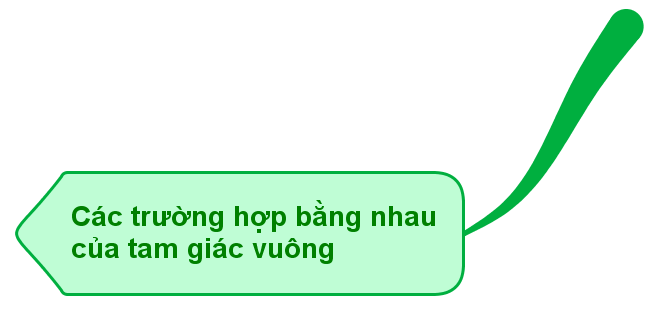 Các trường hợp bằng nhau
của tam giác vuông